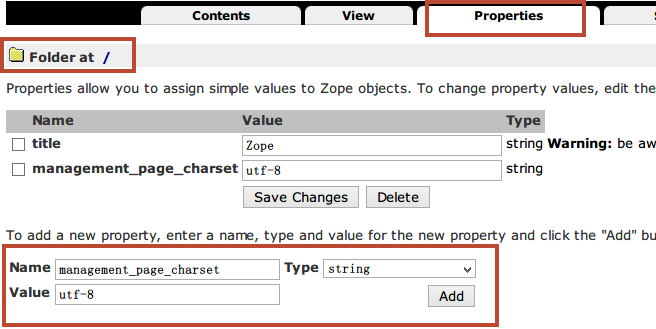 Contents View Properties S
Folder at /
Properties allow you to assign simple values to Zope objects. To change property values, edit the
Name Value Type
title Zope string Warning: be aw
management_page_charset utf-8 string
Save Changes Delete
To add a new property, enter a name, type and value for the new property and click the "Add" bu
Name management_page_charset Type string
Value utf-8 Add